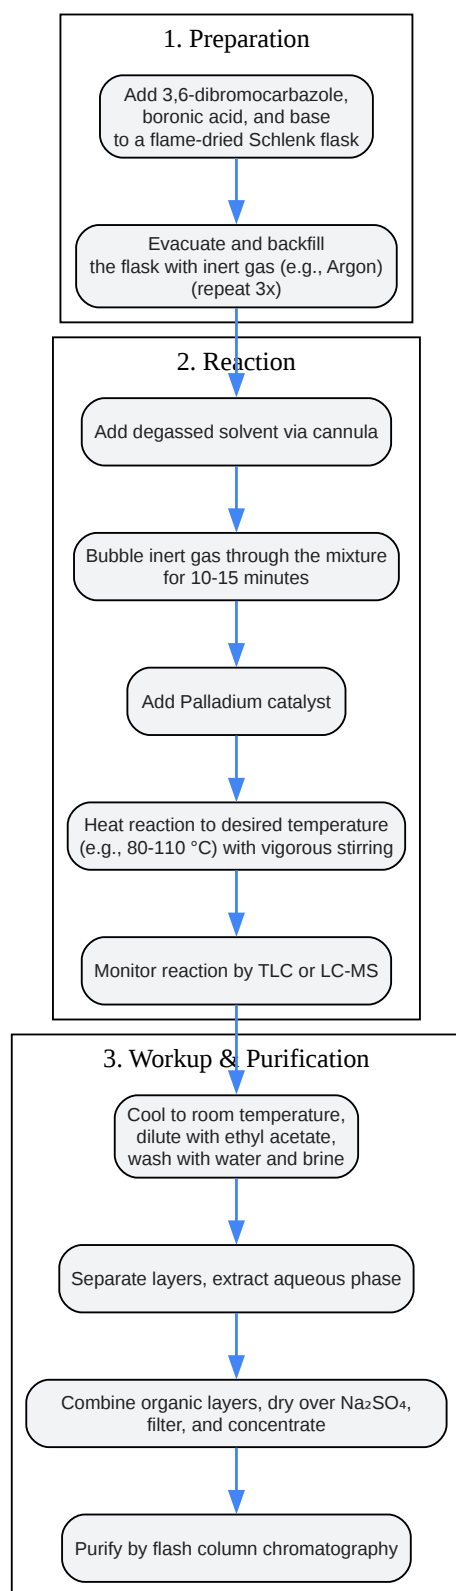 1. Preparation
Add 3,6-dibromocarbazole,
boronic acid, and base
to a flame-dried Schlenk flask
Evacuate and backfill
the flask with inert gas (e.g., Argon)
(repeat 3x)
2. Reaction
Add degassed solvent via cannula
Bubble inert gas through the mixture
for 10-15 minutes
Add Palladium catalyst
Heat reaction to desired temperature
(e.g., 80-110 °C) with vigorous stirring
Monitor reaction by TLC or LC-MS
3. Workup & Purification
Cool to room temperature,
dilute with ethyl acetate,
wash with water and brine
Separate layers, extract aqueous phase
Combine organic layers, dry over Na₂SO₄,
filter, and concentrate
Purify by flash column chromatography